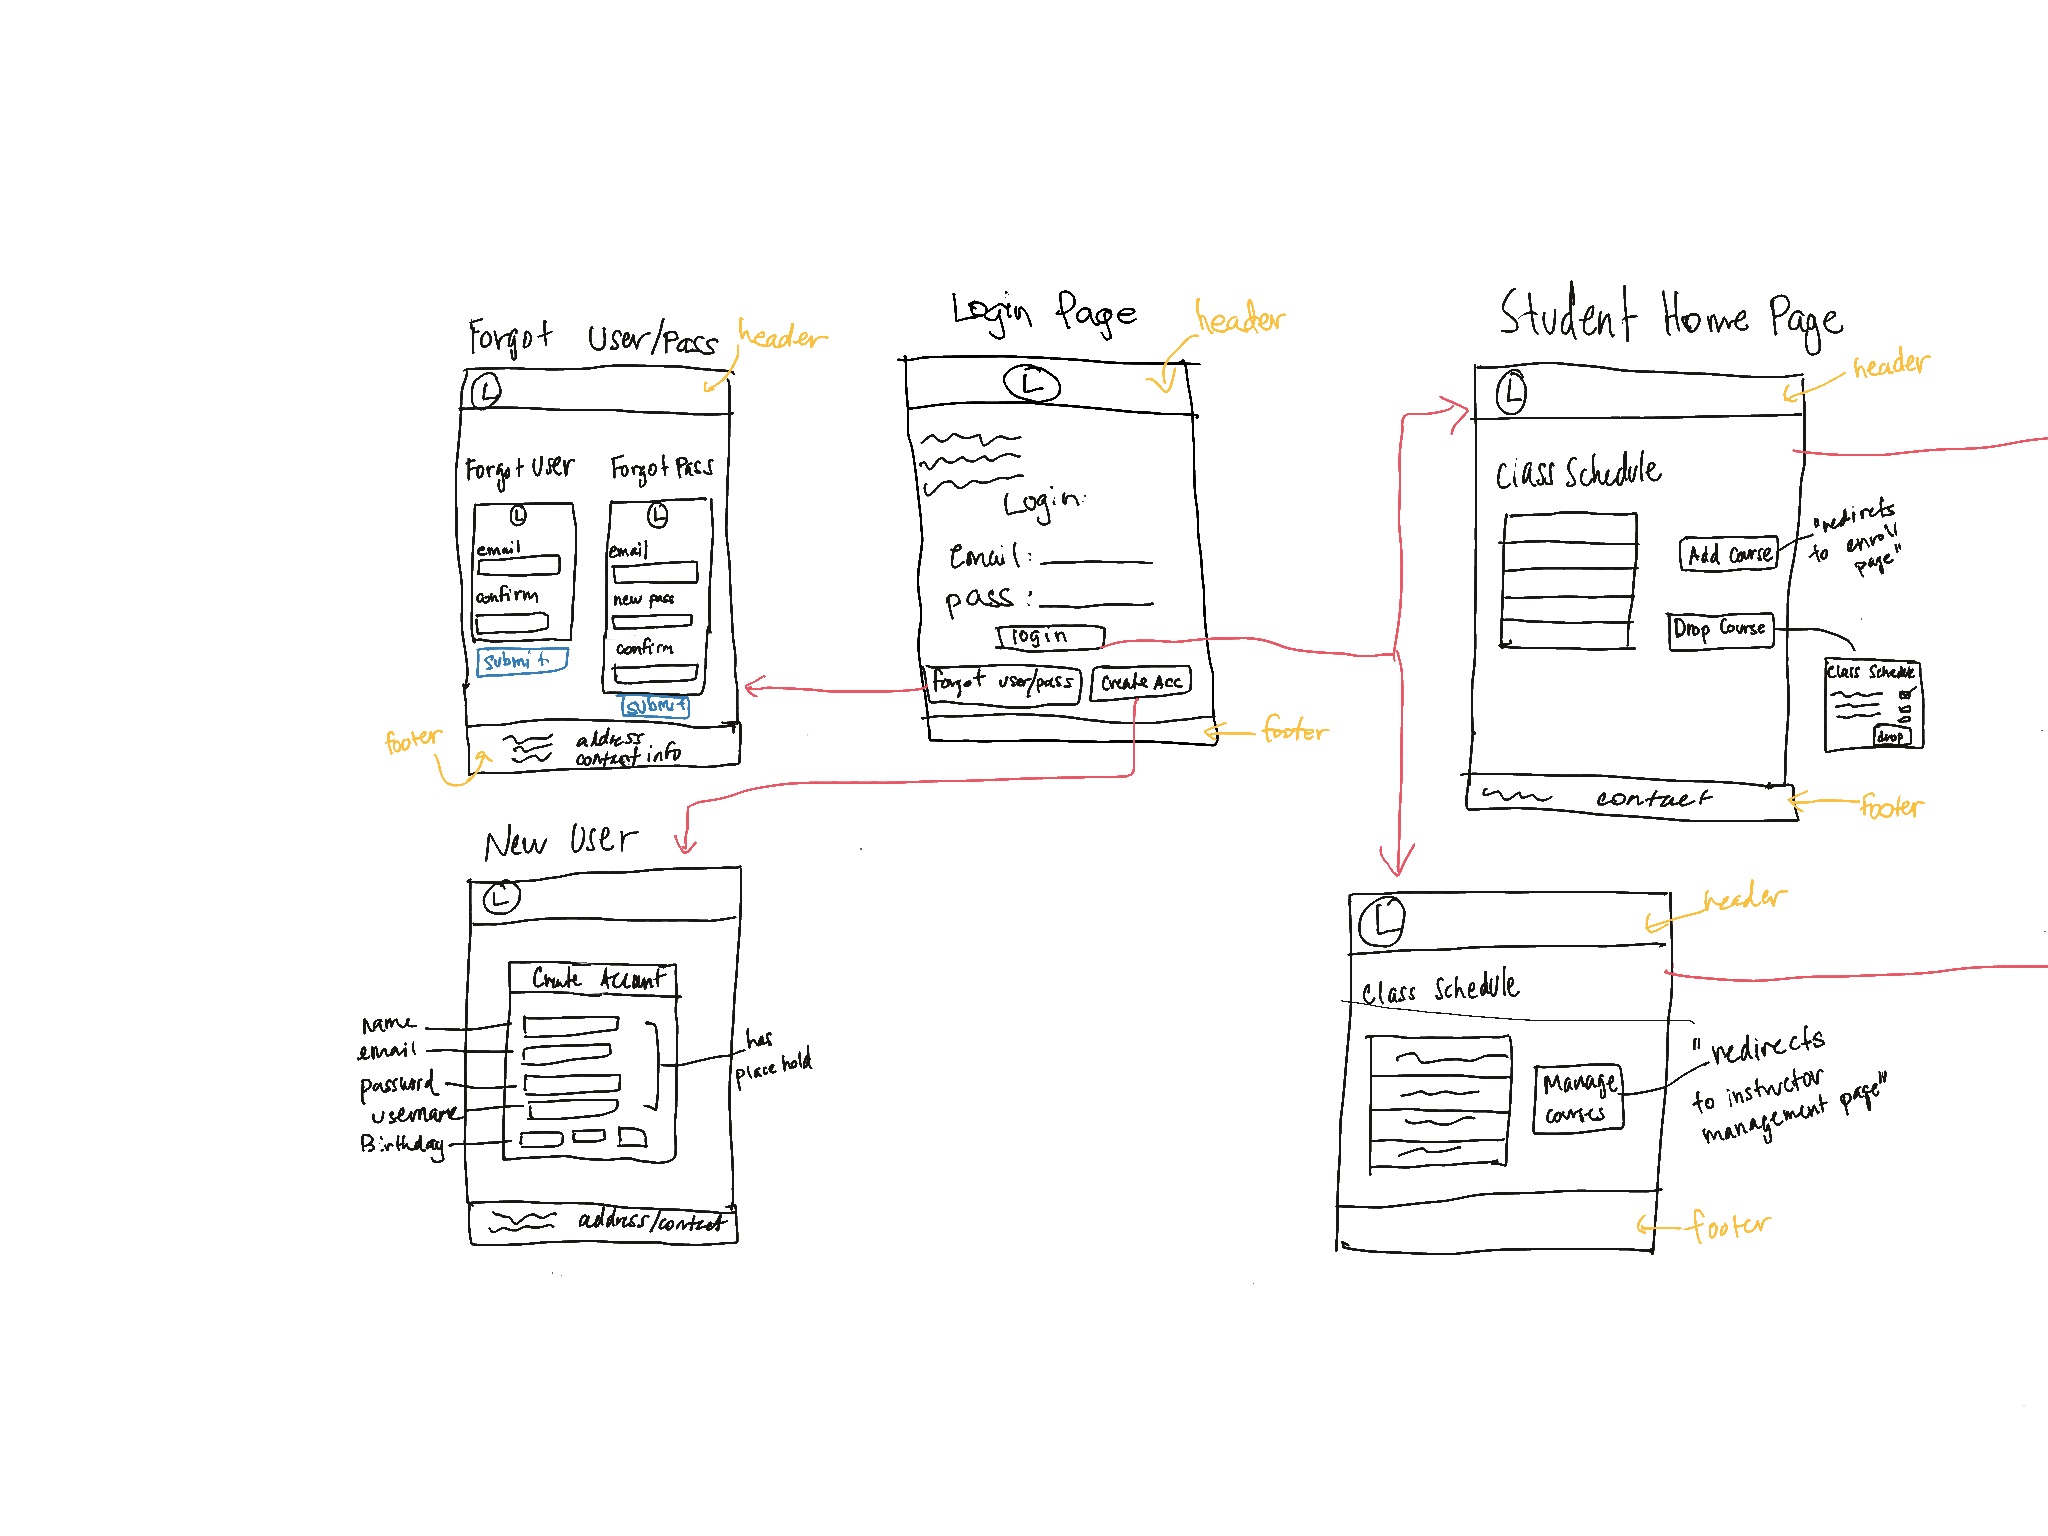 Forgot User/Pass
header
L
Forgot User
Forgot Pass
L
email
confirm
submit
L
email
new pass
confirm
submit
footer
address
contact info
Login Page
header
L
Login:
email:
pass:
login
forgot user/pass
Create Acc
footer
Student Home Page
header
L
Class Schedule
Add Course
"redirects
to enroll
page"
Drop Course
Class Schedule
drop
contact
footer
New User
L
Create Account
name
email
password
username
Birthday
has
place hold
address/contact
header
L
Class Schedule
Manage
courses
"redirects
to instructor
management page"
footer